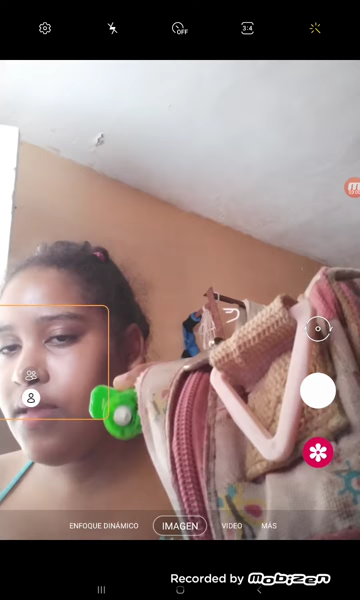 OFF
3:4
ENFOQUE DINÁMICO
IMAGEN
VIDEO
MÁS
Recorded by mobizen